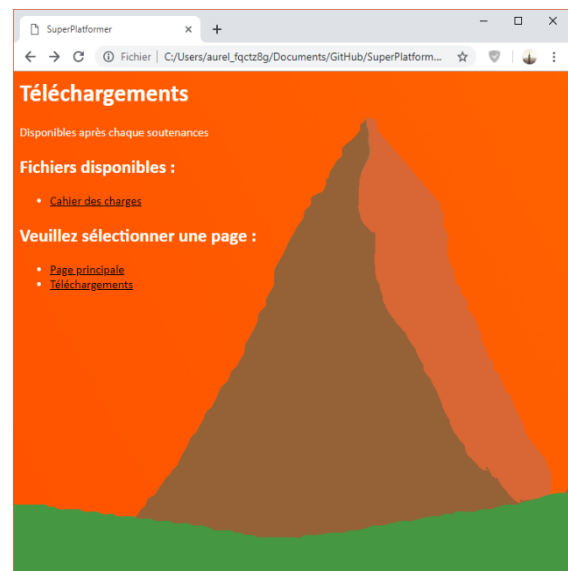 SuperPlatformer
Fichier | C:/Users/aurel_fqctz8g/Documents/GitHub/SuperPlatform...
Téléchargements
Disponibles après chaque soutenances
Fichiers disponibles :
Cahier des charges
Veuillez sélectionner une page :
Page principale
Téléchargements